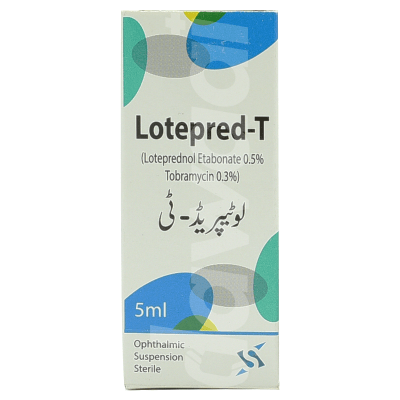 Lotepred-T
(Loteprednol Etabonate 0.5%
Tobramycin 0.3%)
لوٹیپریڈ-ٹی
5ml
Ophthalmic
Suspension
Sterile